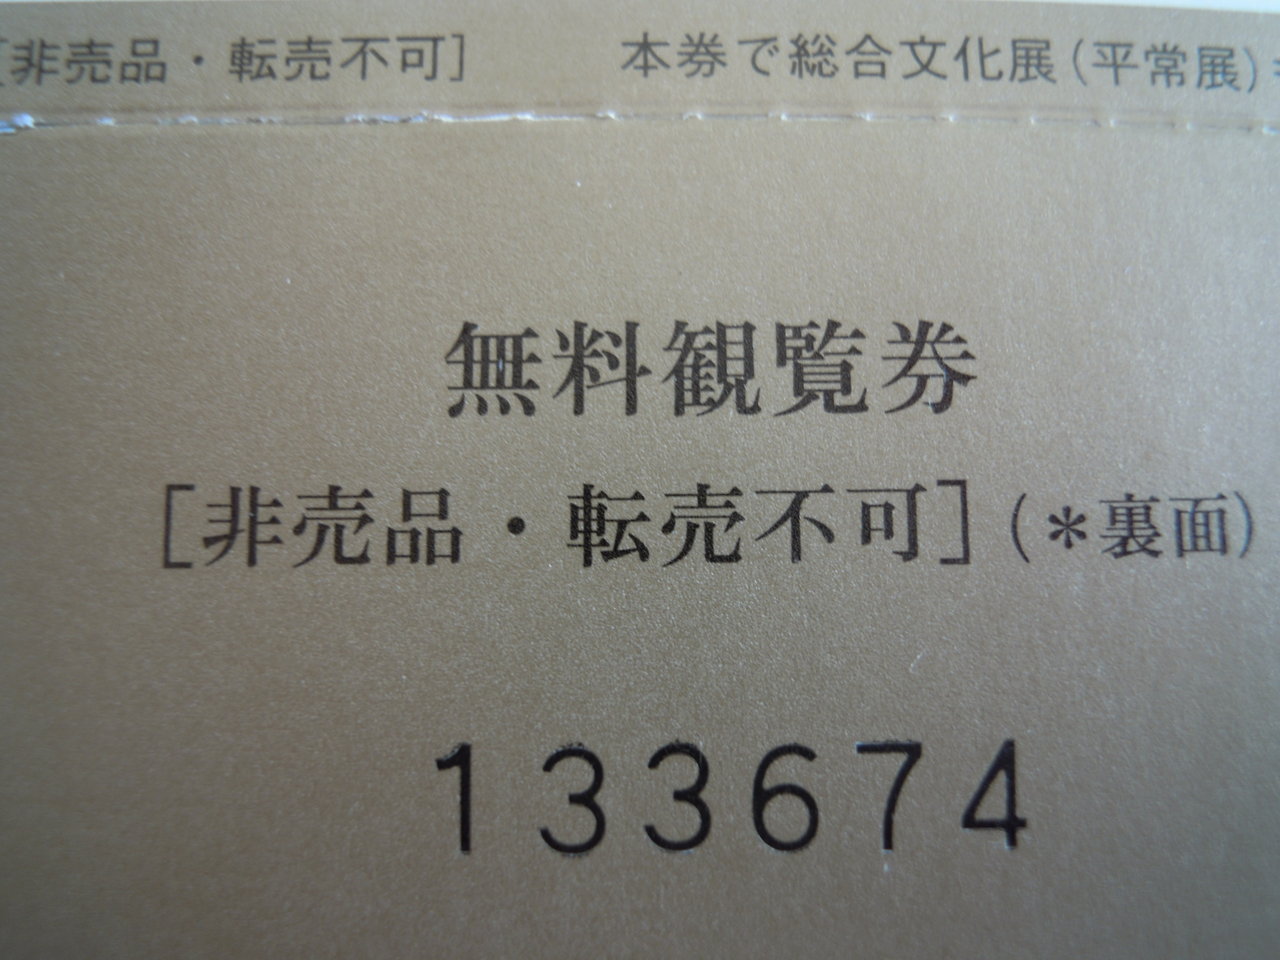 [非売品・転売不可] 本券で総合文化展(平常展)
無料観覧券
[非売品・転売不可](*裏面)
133674